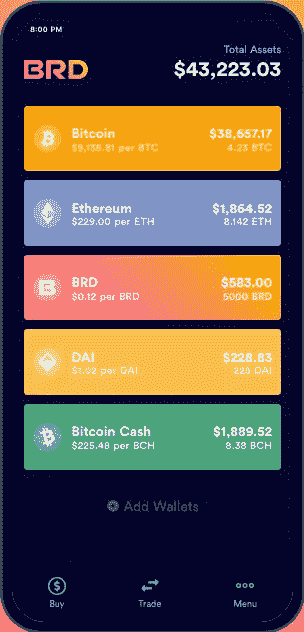 8:00 PM
Total Assets
BRD
$43,223.03
Bitcoin
$38,657.17
$9,138.81 per BTC
4.23 BTC
Ethereum
$1,864.52
$229.00 per ETH
8.142 ETH
BRD
$583.00
$0.12 per BRD
5000 BRD
DAI
$228.83
$1.02 per DAI
225 DAI
Bitcoin Cash
$1,889.52
$225.48 per BCH
8.38 BCH
Add Wallets
Buy
Trade
Menu